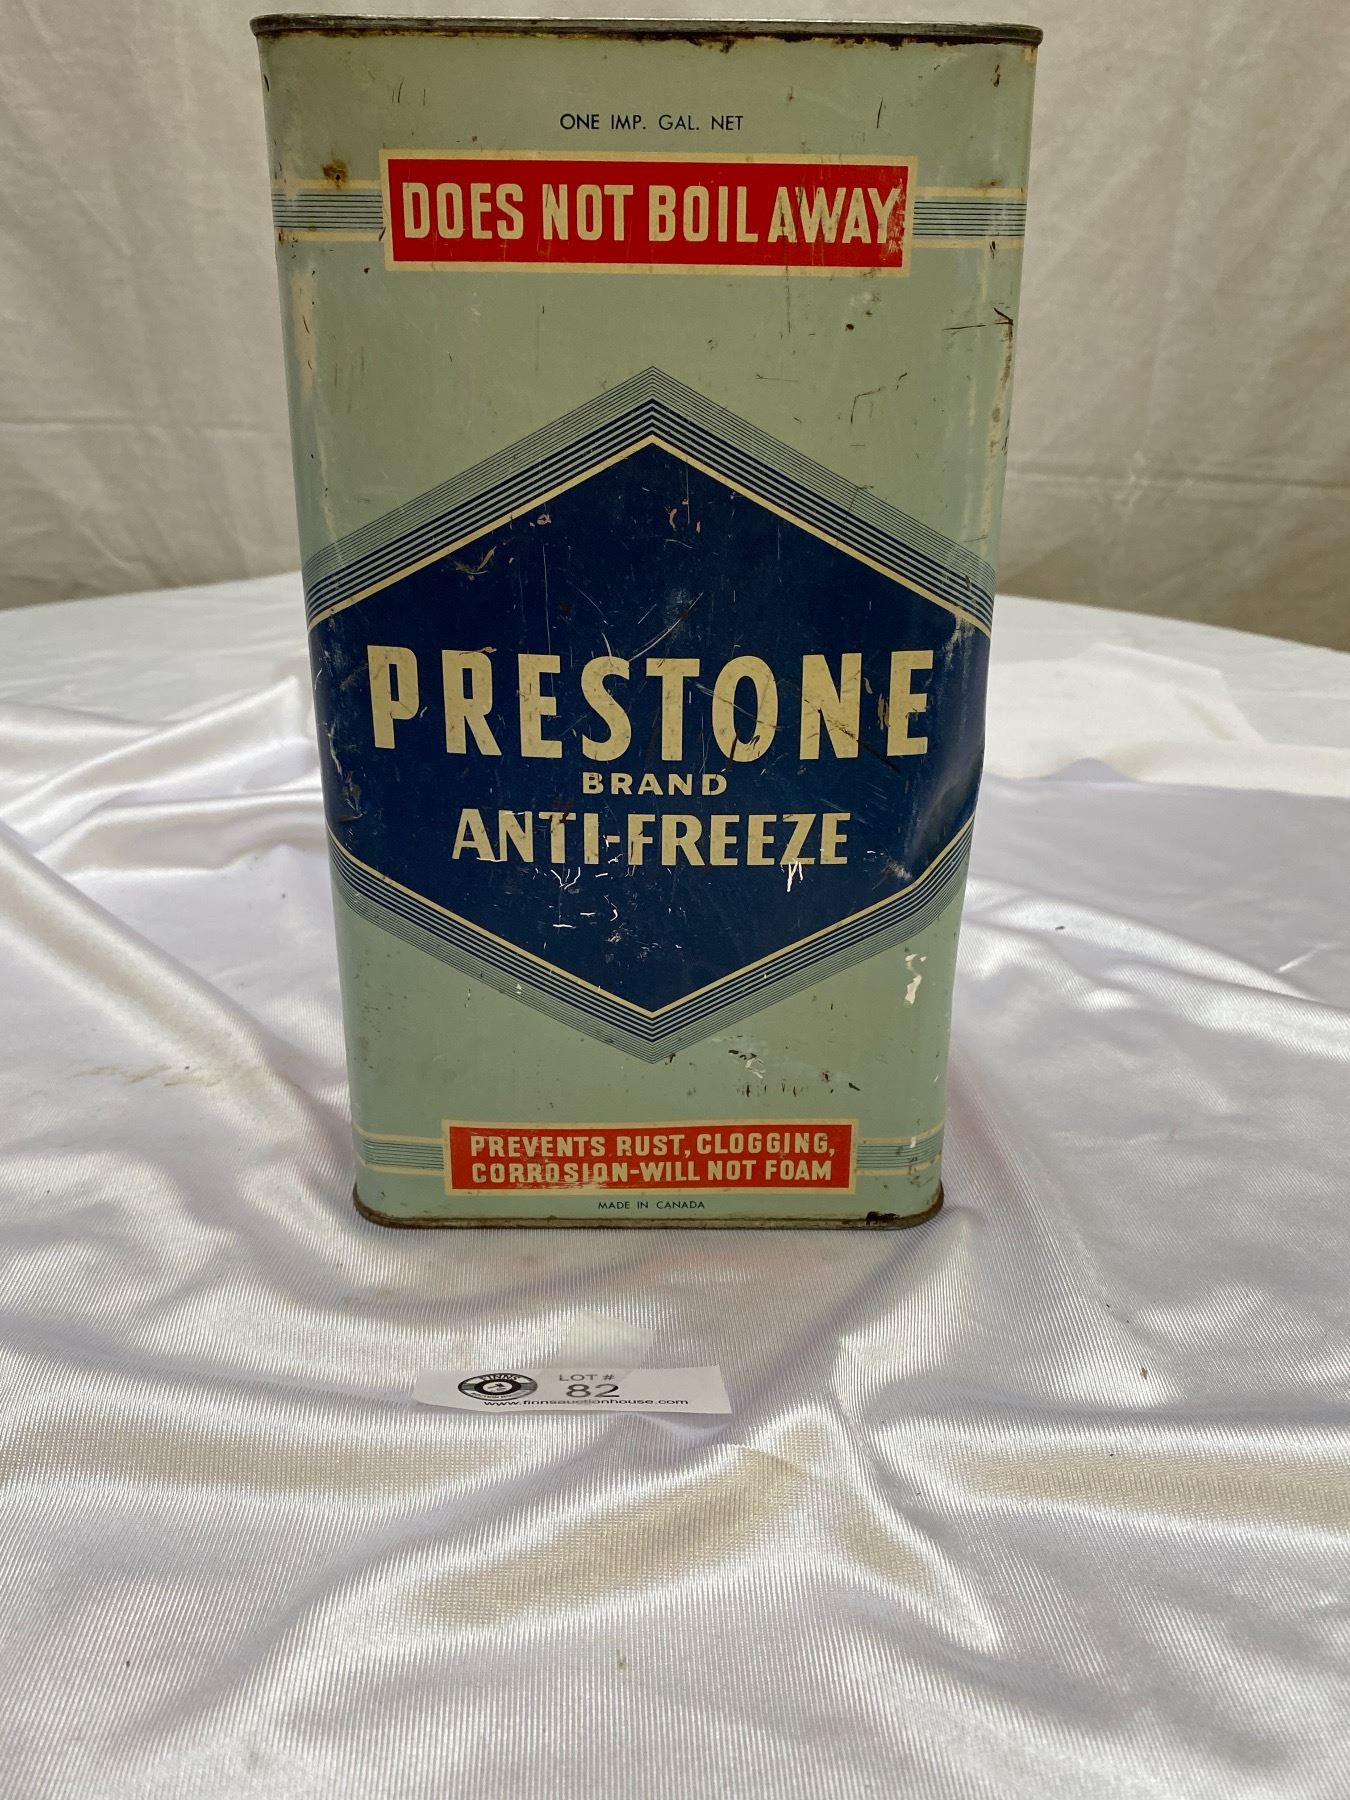 ONE IMP. GAL. NET
DOES NOT BOIL AWAY
PRESTONE
BRAND
ANTI-FREEZE
PREVENTS RUST, CLOGGING,
CORROSION-WILL NOT FOAM
MADE IN CANADA
FINNS
LOT #
82
www.finnsauctionhouse.com